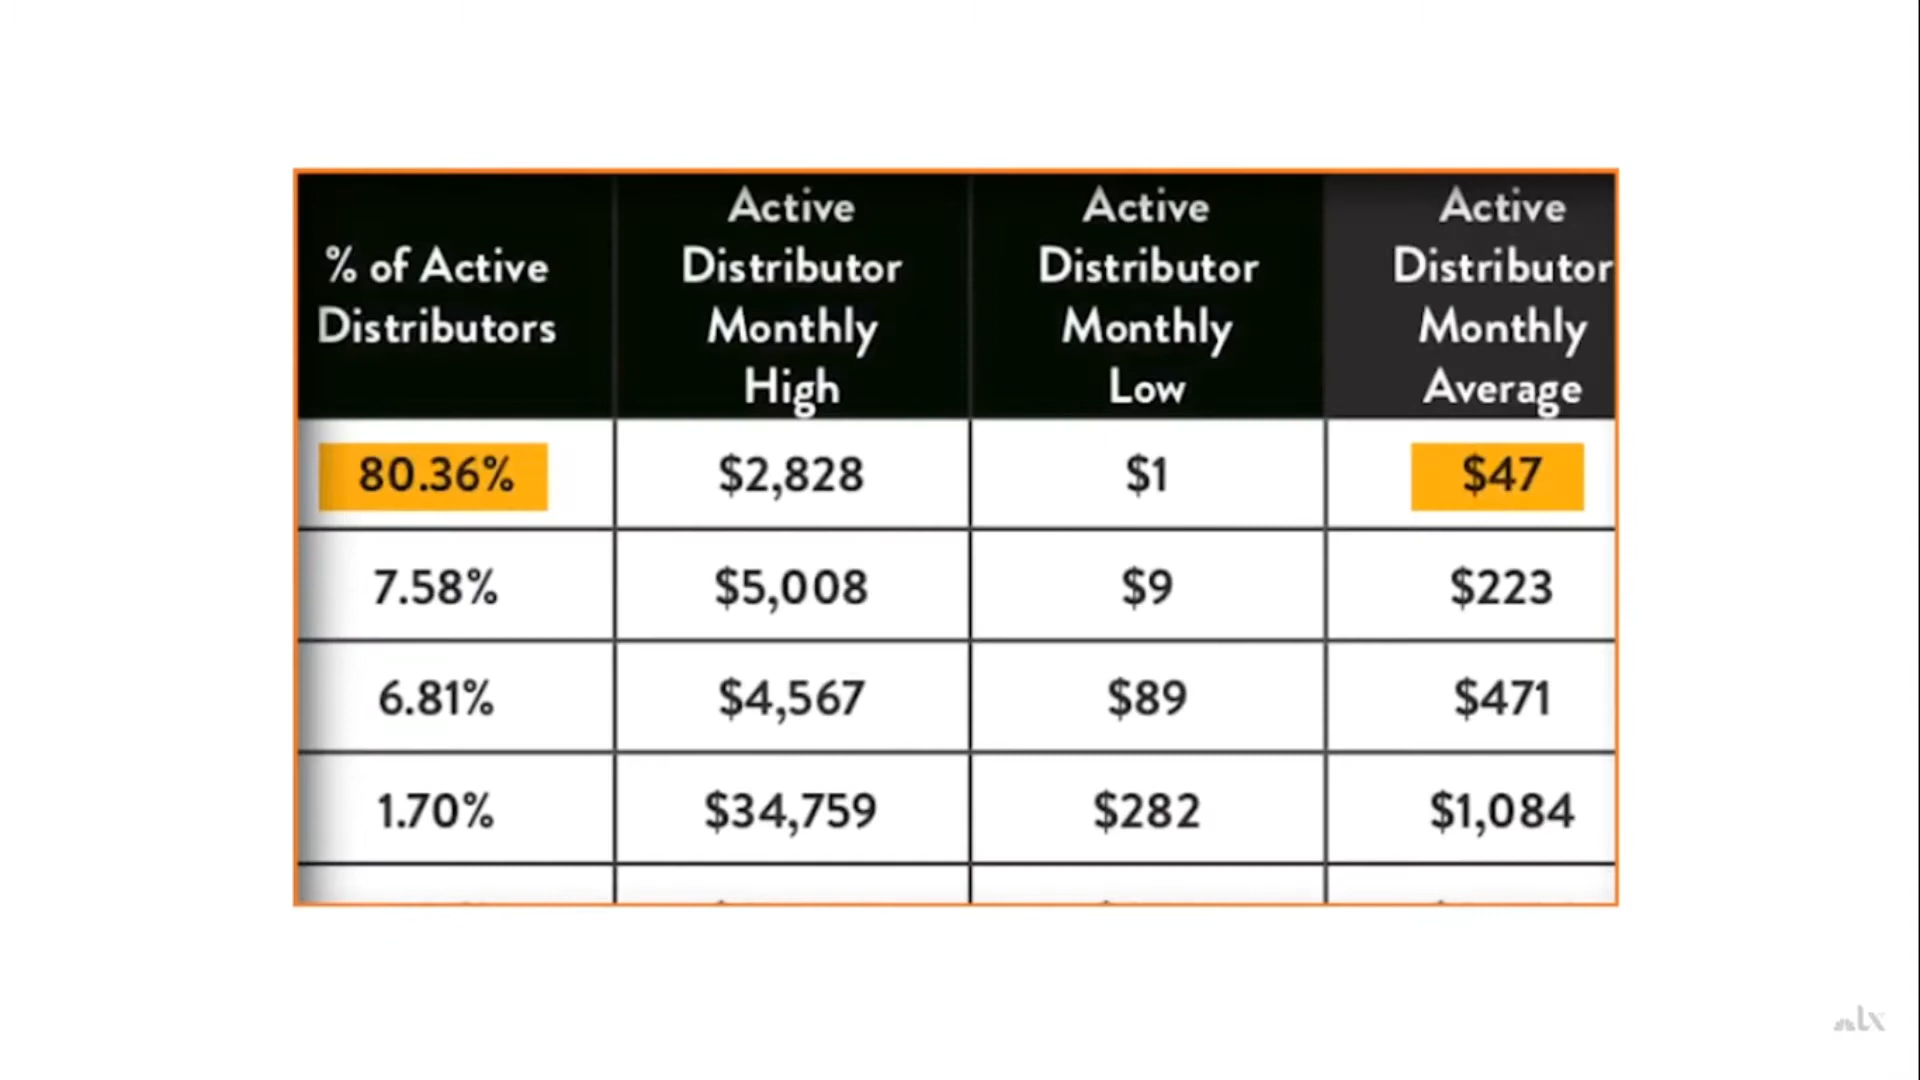 % of Active
Distributors
Active
Distributor
Monthly
High
Active
Distributor
Monthly
Low
Active
Distributor
Monthly
Average
80.36% $2,828 $1 $47
7.58% $5,008 $9 $223
6.81% $4,567 $89 $471
1.70% $34,759 $282 $1,084
lx